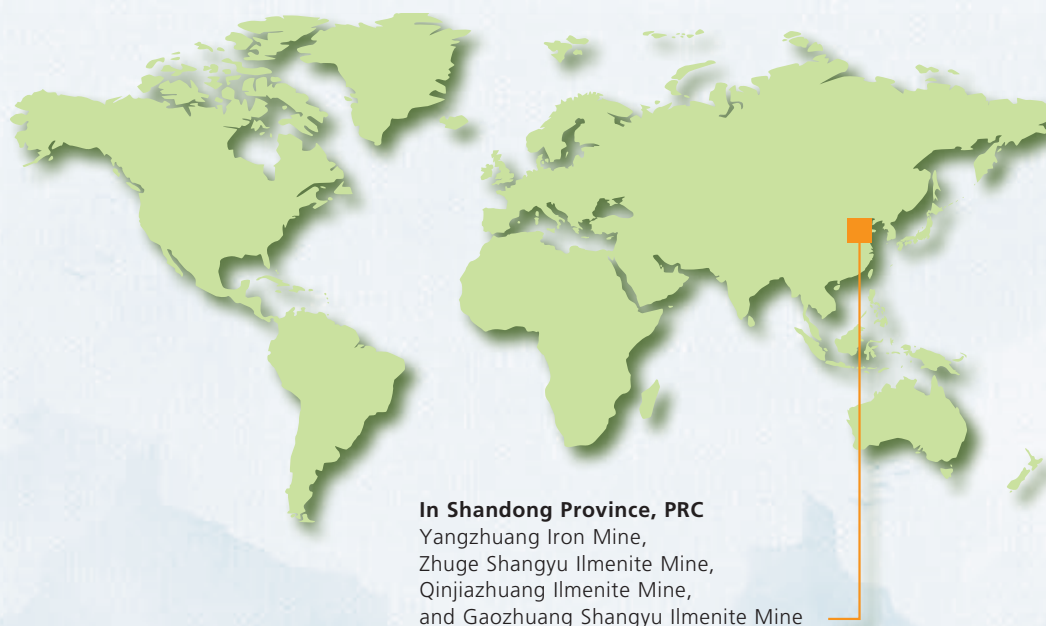 In Shandong Province, PRC
Yangzhuang Iron Mine,
Zhuge Shangyu Ilmenite Mine,
Qinjiazhuang Ilmenite Mine,
and Gaozhuang Shangyu Ilmenite Mine